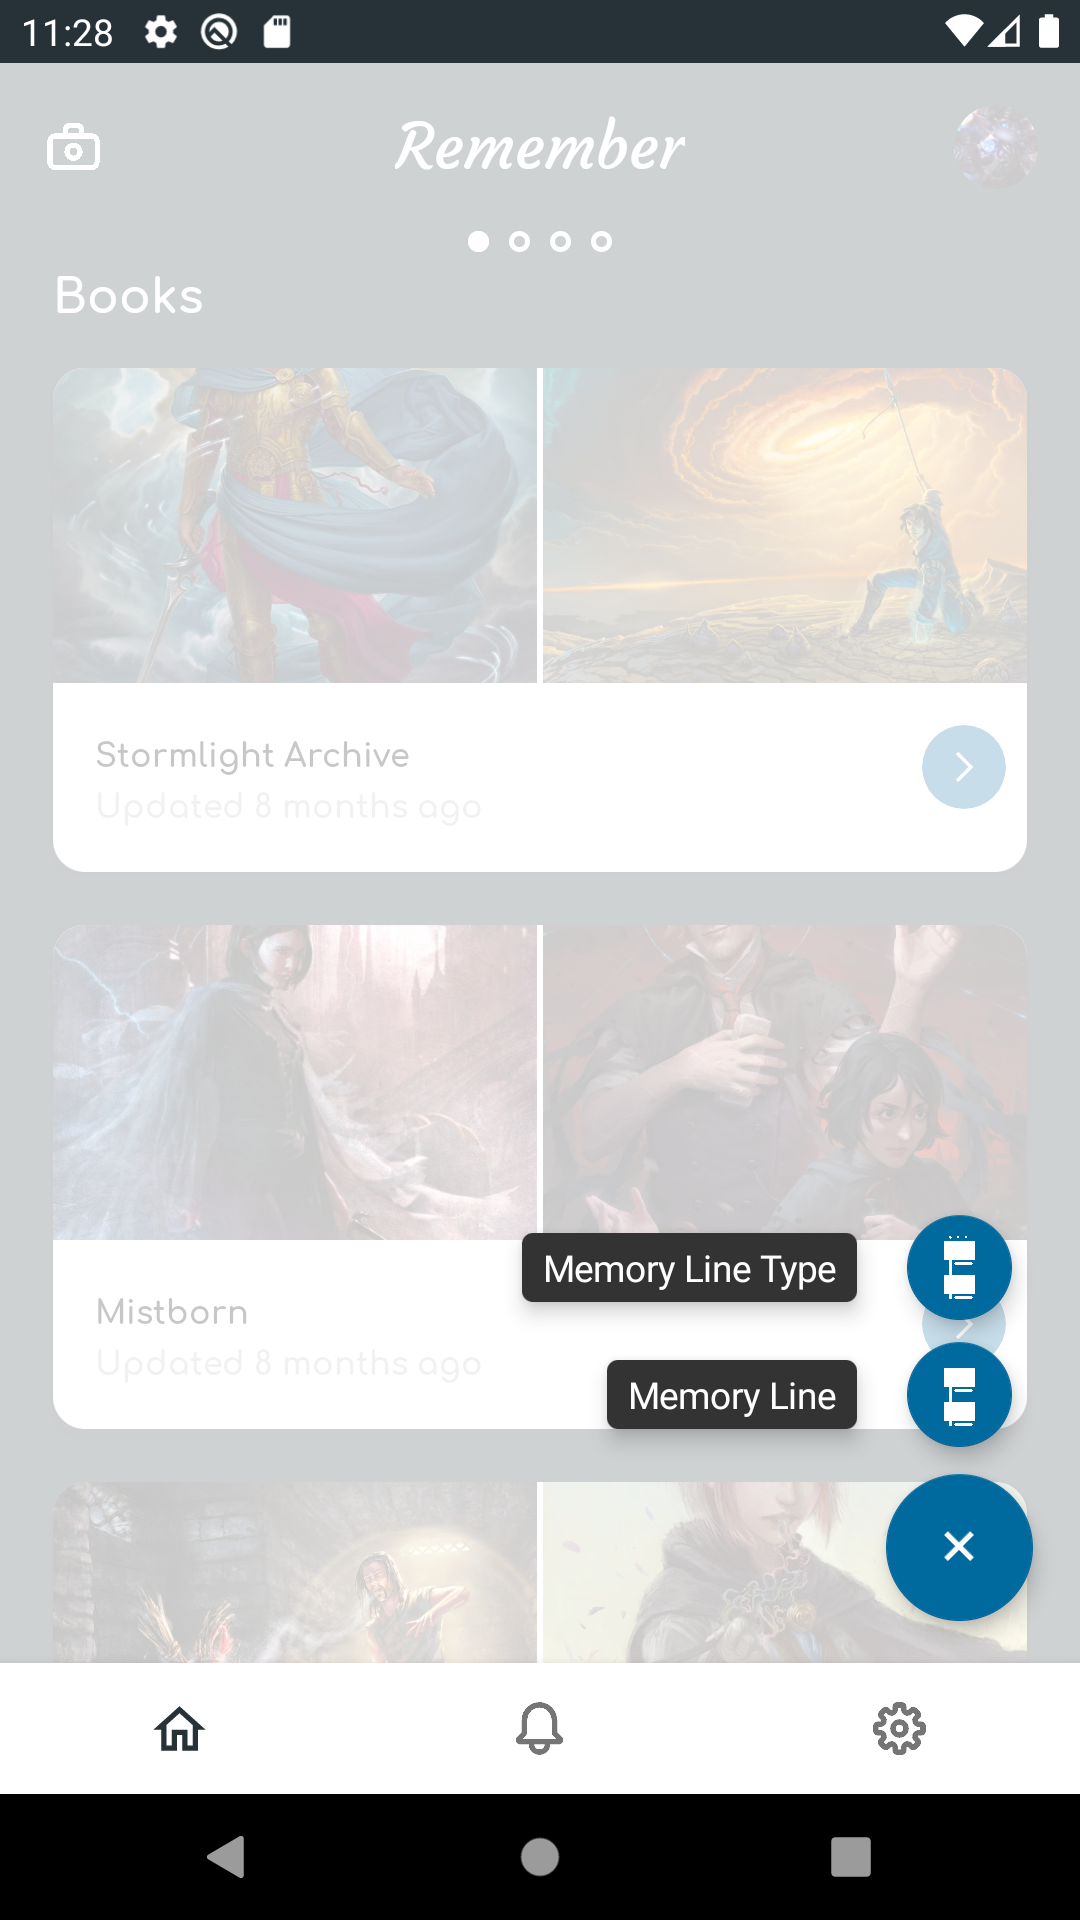 11:28
Remember
Books
Stormlight Archive
Updated 8 months ago
Memory Line Type
Mistborn
Updated 8 months ago
Memory Line